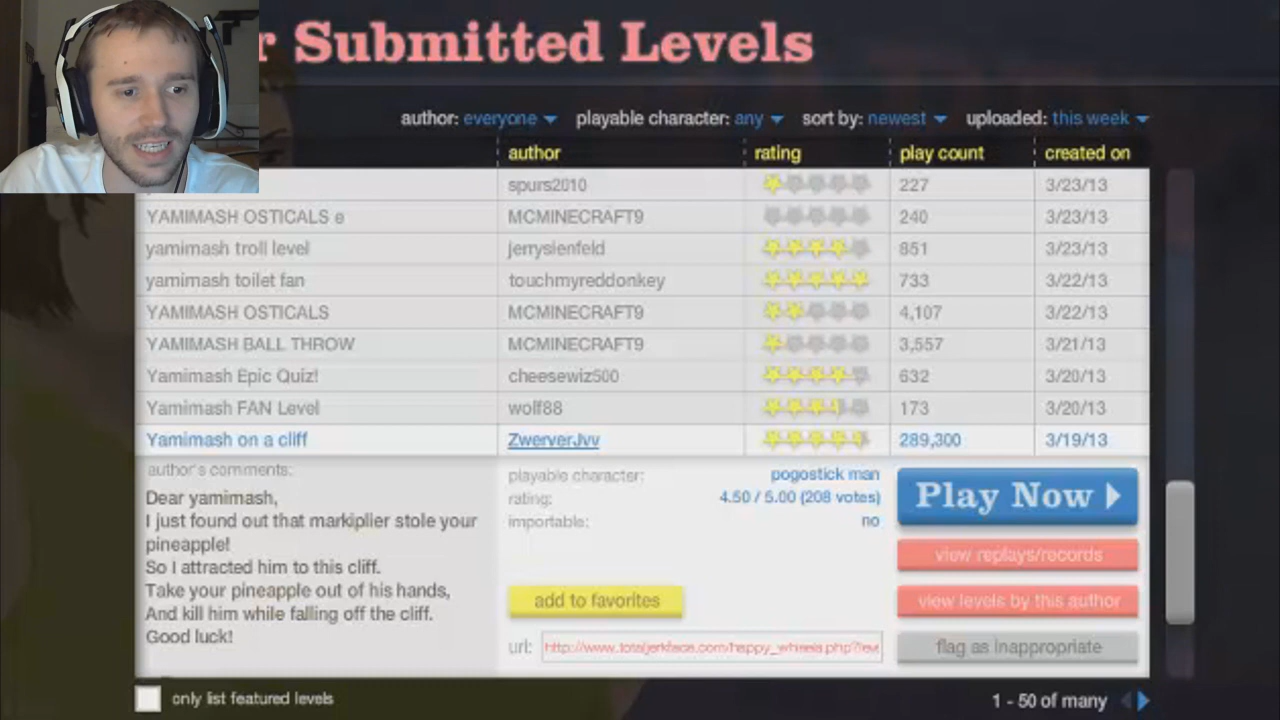 r Submitted Levels
author: everyone playable character: any sort by: newest uploaded: this week
author rating play count created on
spurs2010 227 3/23/13
YAMIMASH OSTICALS e MCMINECRAFT9 240 3/23/13
yamimash troll level jerrysienfeld 851 3/23/13
yamimash toilet fan touchmyreddonkey 733 3/22/13
YAMIMASH OSTICALS MCMINECRAFT9 4,107 3/22/13
YAMIMASH BALL THROW MCMINECRAFT9 3,557 3/21/13
Yamimash Epic Quiz! cheesewiz500 632 3/20/13
Yamimash FAN Level wolf88 173 3/20/13
Yamimash on a cliff ZwerverJvv 289,300 3/19/13
author's comments:
Dear yamimash,
I just found out that markiplier stole your
pineapple!
So I attracted him to this cliff.
Take your pineapple out of his hands,
And kill him while falling off the cliff.
Good luck!
playable character: pogostick man
rating: 4.50 / 5.00 (208 votes)
importable: no
add to favorites
url: http://www.totaljerkface.com/happy_wheels.php?lev
Play Now
view replays/records
view levels by this author
flag as inappropriate
only list featured levels
1 - 50 of many